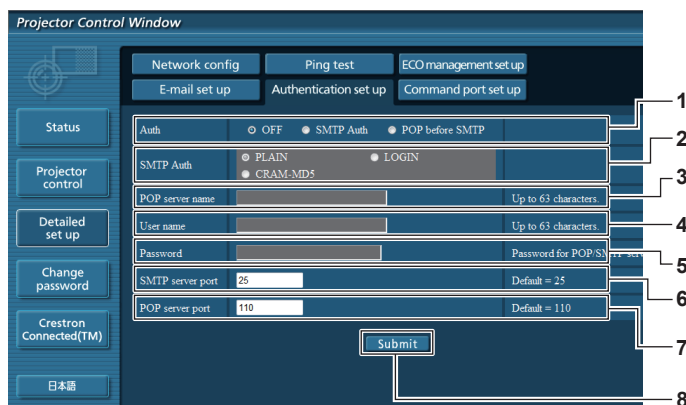 Projector Control Window
Network config Ping test ECO management set up
E-mail set up Authentication set up Command port set up
Status
Projector control
Detailed set up
Change password
Crestron Connected(TM)
日本語
Auth OFF SMTP Auth POP before SMTP 1
SMTP Auth PLAIN LOGIN 2
CRAM-MD5
POP server name Up to 63 characters. 3
User name Up to 63 characters. 4
Password Password for POP/SMTP 5
SMTP server port 25 Default = 25 6
POP server port 110 Default = 110 7
Submit 8